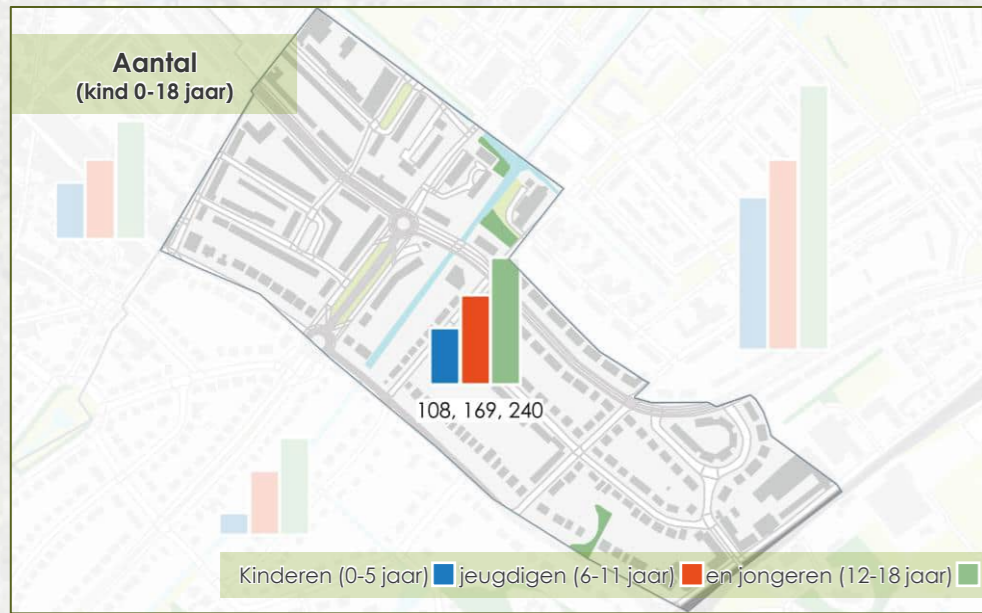 Aantal
(kind 0-18 jaar)
108, 169, 240
Kinderen (0-5 jaar) jeugdigen (6-11 jaar) en jongeren (12-18 jaar)